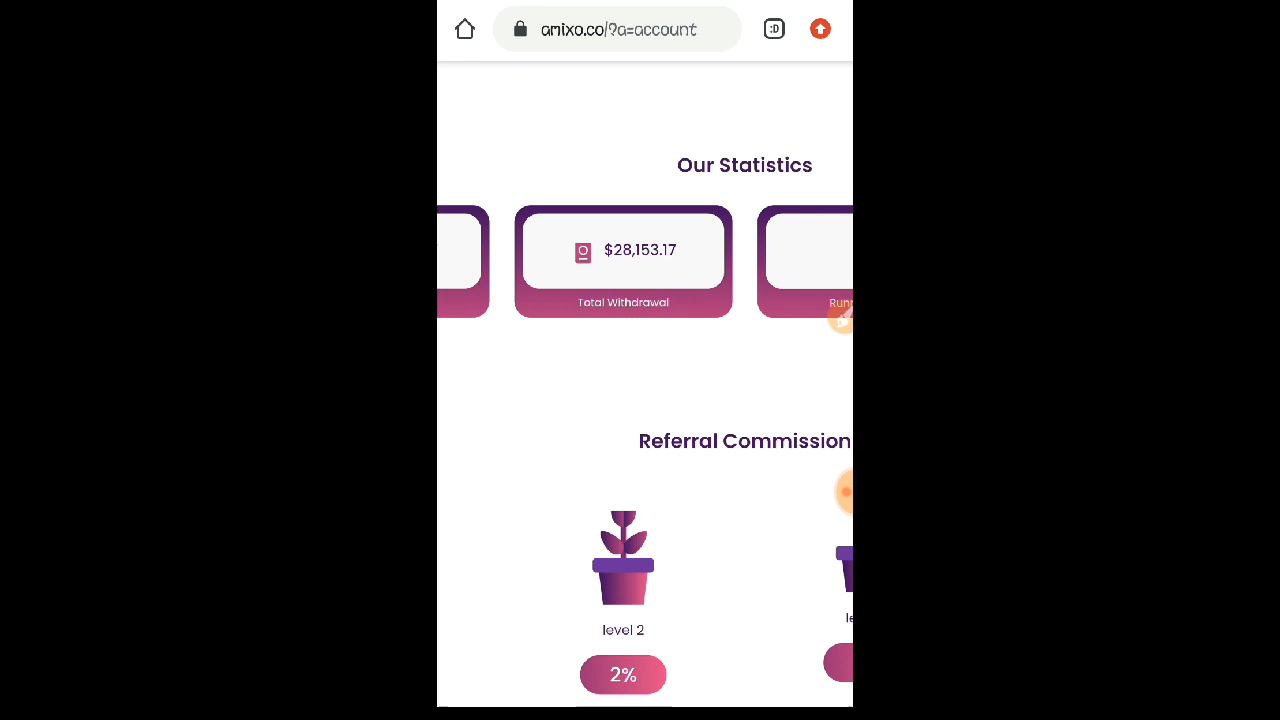 amixo.co/?a=account
:D
Our Statistics
$28,153.17
Total Withdrawal
Referral Commission
level 2
2%